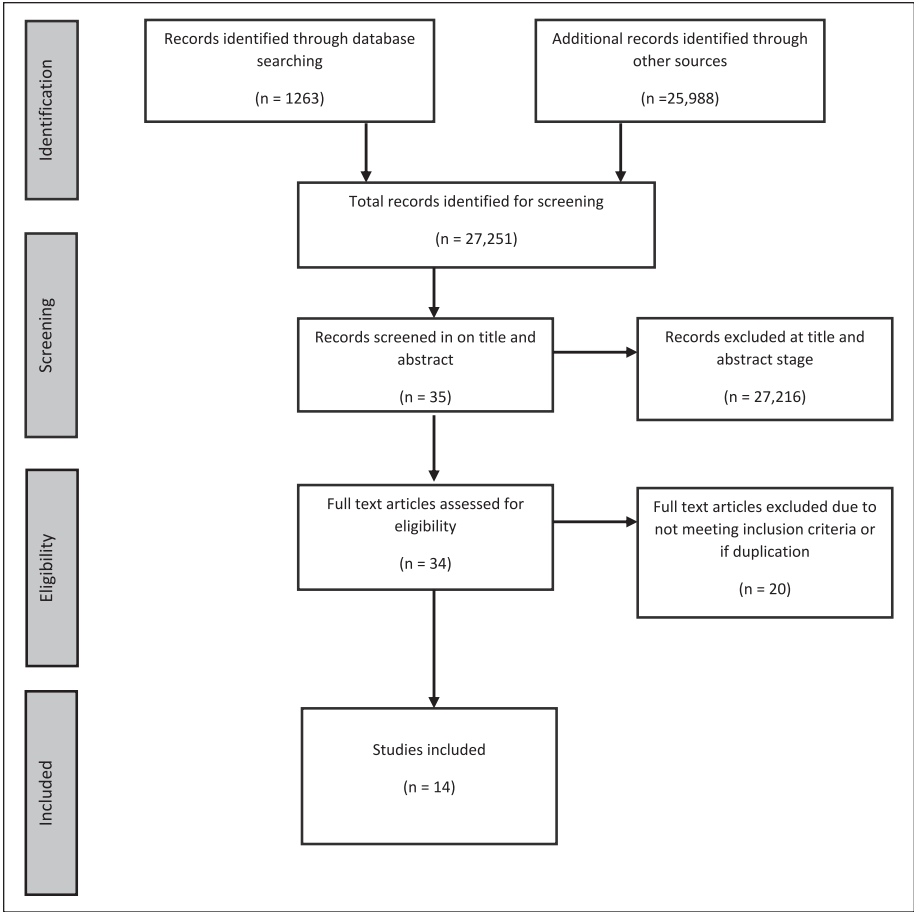 Identification
Records identified through database
searching
(n = 1263)
Additional records identified through
other sources
(n =25,988)
Total records identified for screening
(n = 27,251)
Screening
Records screened in on title and
abstract
(n = 35)
Records excluded at title and
abstract stage
(n = 27,216)
Eligibility
Full text articles assessed for
eligibility
(n = 34)
Full text articles excluded due to
not meeting inclusion criteria or
if duplication
(n = 20)
Included
Studies included
(n = 14)